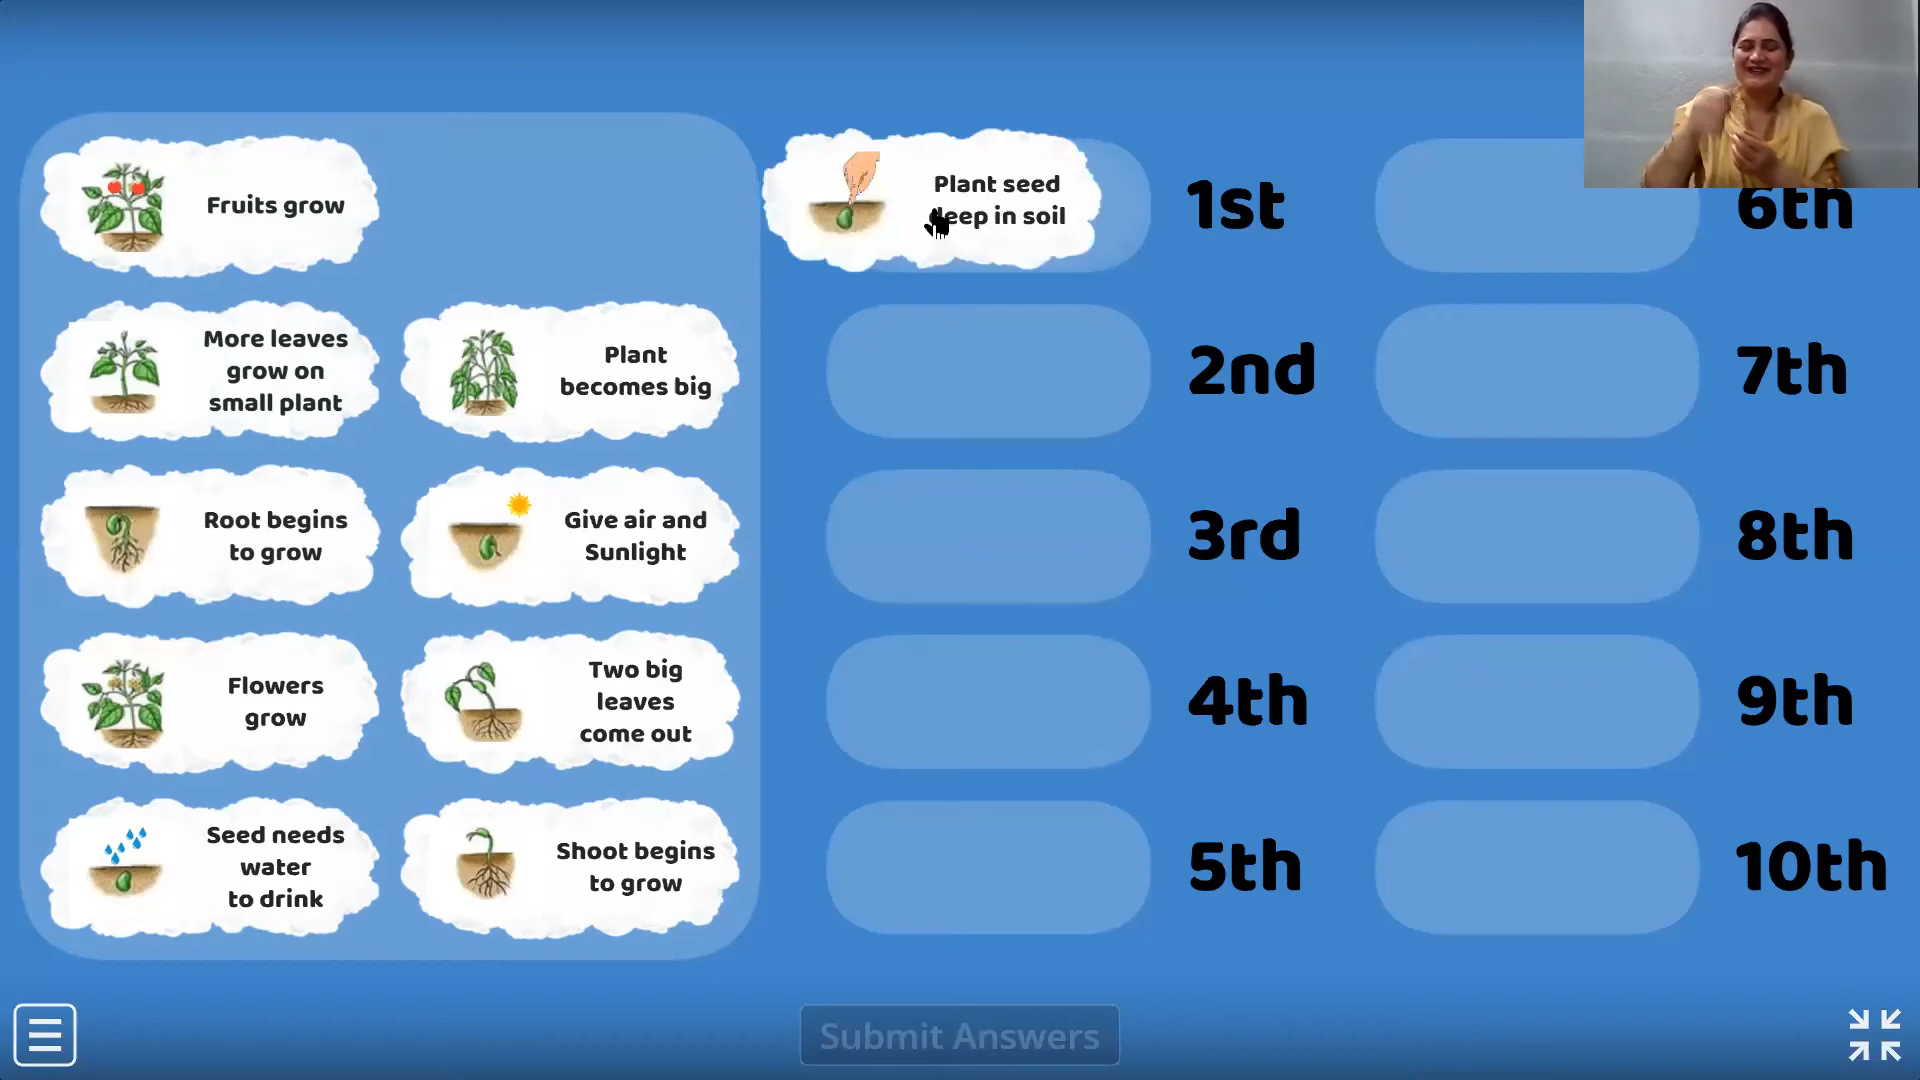 Fruits grow
More leaves
grow on
small plant
Plant
becomes big
Root begins
to grow
Give air and
Sunlight
Flowers
grow
Two big
leaves
come out
Seed needs
water
to drink
Shoot begins
to grow
Plant seed
deep in soil
1st
2nd
3rd
4th
5th
6th
7th
8th
9th
10th
Submit Answers